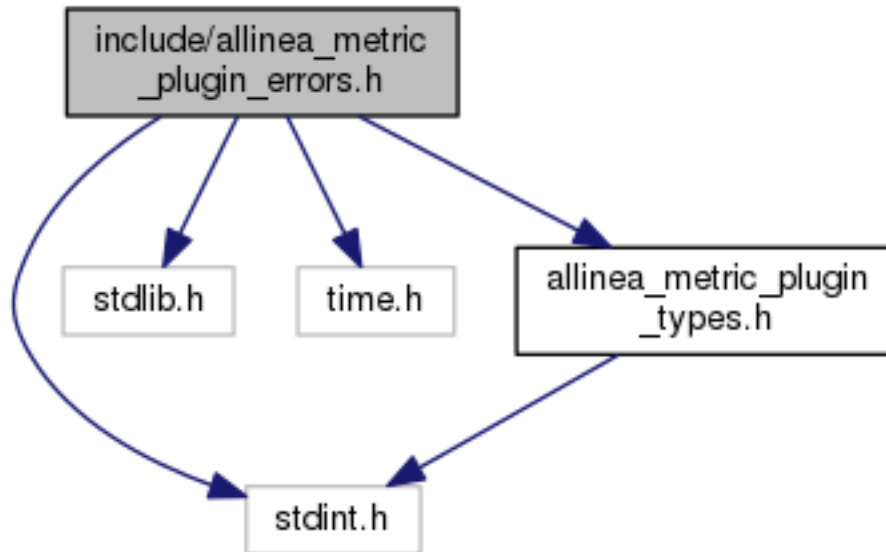 include/allinea_metric
_plugin_errors.h
stdlib.h
time.h
allinea_metric_plugin
_types.h
stdint.h